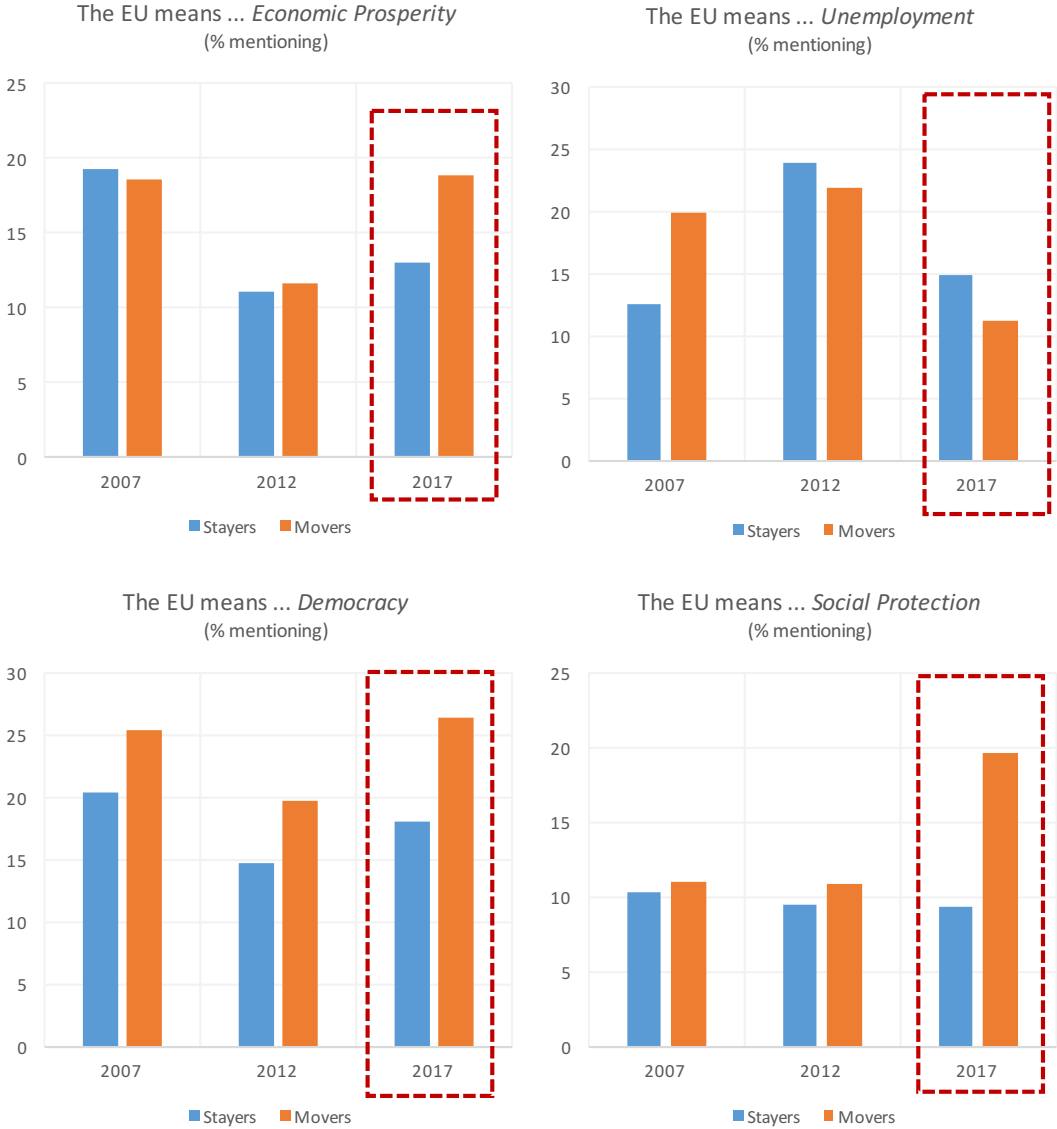 The EU means ... Economic Prosperity
(% mentioning)
25
20
15
10
5
0
2007 2012 2017
Stayers Movers
The EU means ... Unemployment
(% mentioning)
30
25
20
15
10
5
0
2007 2012 2017
Stayers Movers
The EU means ... Democracy
(% mentioning)
30
25
20
15
10
5
0
2007 2012 2017
Stayers Movers
The EU means ... Social Protection
(% mentioning)
25
20
15
10
5
0
2007 2012 2017
Stayers Movers